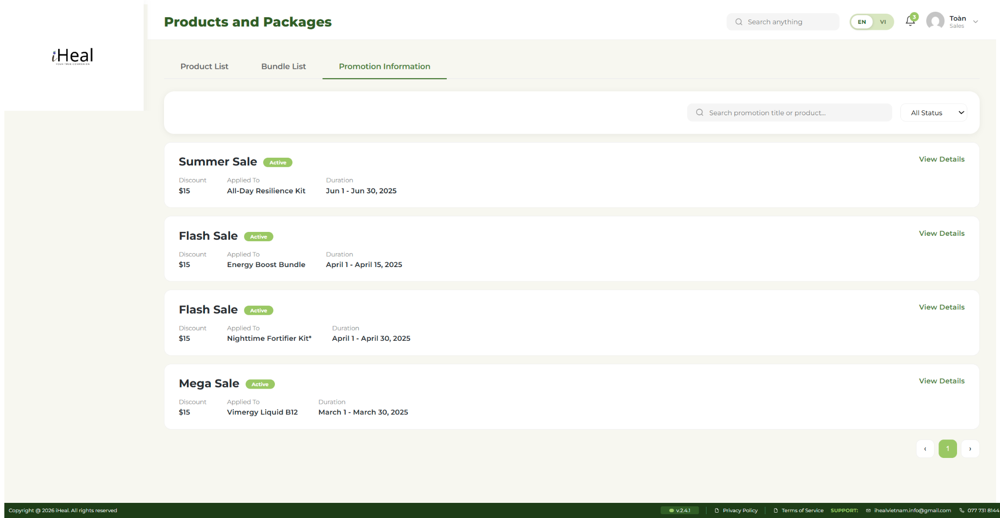 iHeal
YOUR TRUE COMPANION
Products and Packages
Search anything
EN VI
3
Toàn
Sales
Product List Bundle List Promotion Information
Search promotion title or product...
All Status
Summer Sale Active
View Details
Discount Applied To Duration
$15 All-Day Resilience Kit Jun 1 - Jun 30, 2025
Flash Sale Active
View Details
Discount Applied To Duration
$15 Energy Boost Bundle April 1 - April 15, 2025
Flash Sale Active
View Details
Discount Applied To Duration
$15 Nighttime Fortifier Kit* April 1 - April 30, 2025
Mega Sale Active
View Details
Discount Applied To Duration
$15 Vimergy Liquid B12 March 1 - March 30, 2025
‹ 1 ›
Copyright @ 2026 iHeal. All rights reserved v.2.4.1 Privacy Policy Terms of Service SUPPORT: ihealvietnam.info@gmail.com 077 731 8144